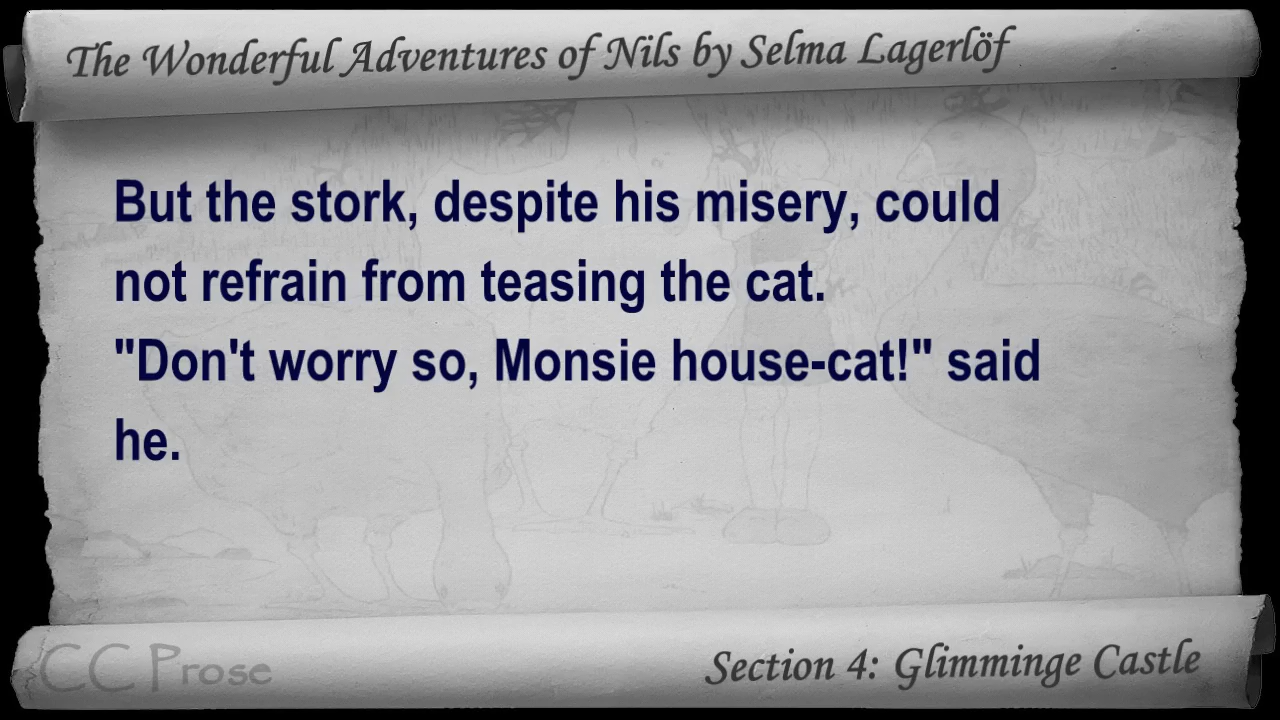 The Wonderful Adventures of Nils by Selma Lagerlöf
But the stork, despite his misery, could
not refrain from teasing the cat.
"Don't worry so, Monsie house-cat!" said
he.
CC Prose
Section 4: Glimminge Castle